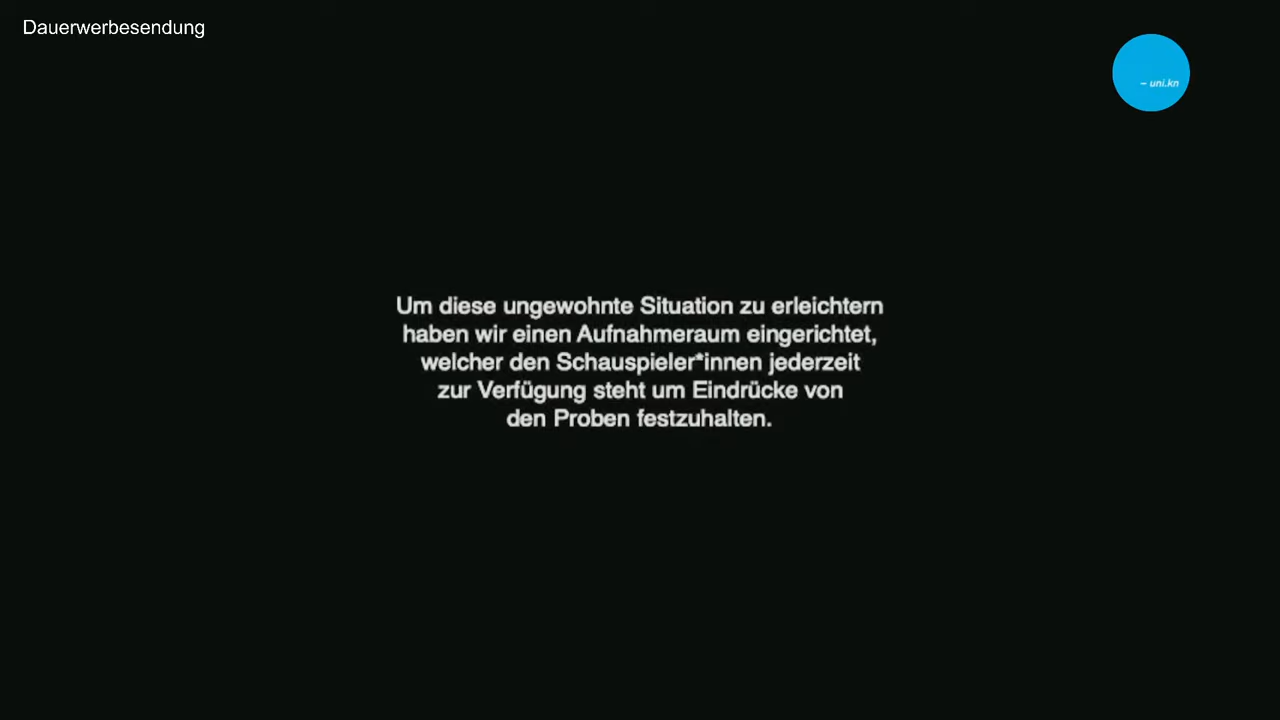 Dauerwerbesendung
– uni.kn
Um diese ungewohnte Situation zu erleichtern
haben wir einen Aufnahmeraum eingerichtet,
welcher den Schauspieler*innen jederzeit
zur Verfügung steht um Eindrücke von
den Proben festzuhalten.